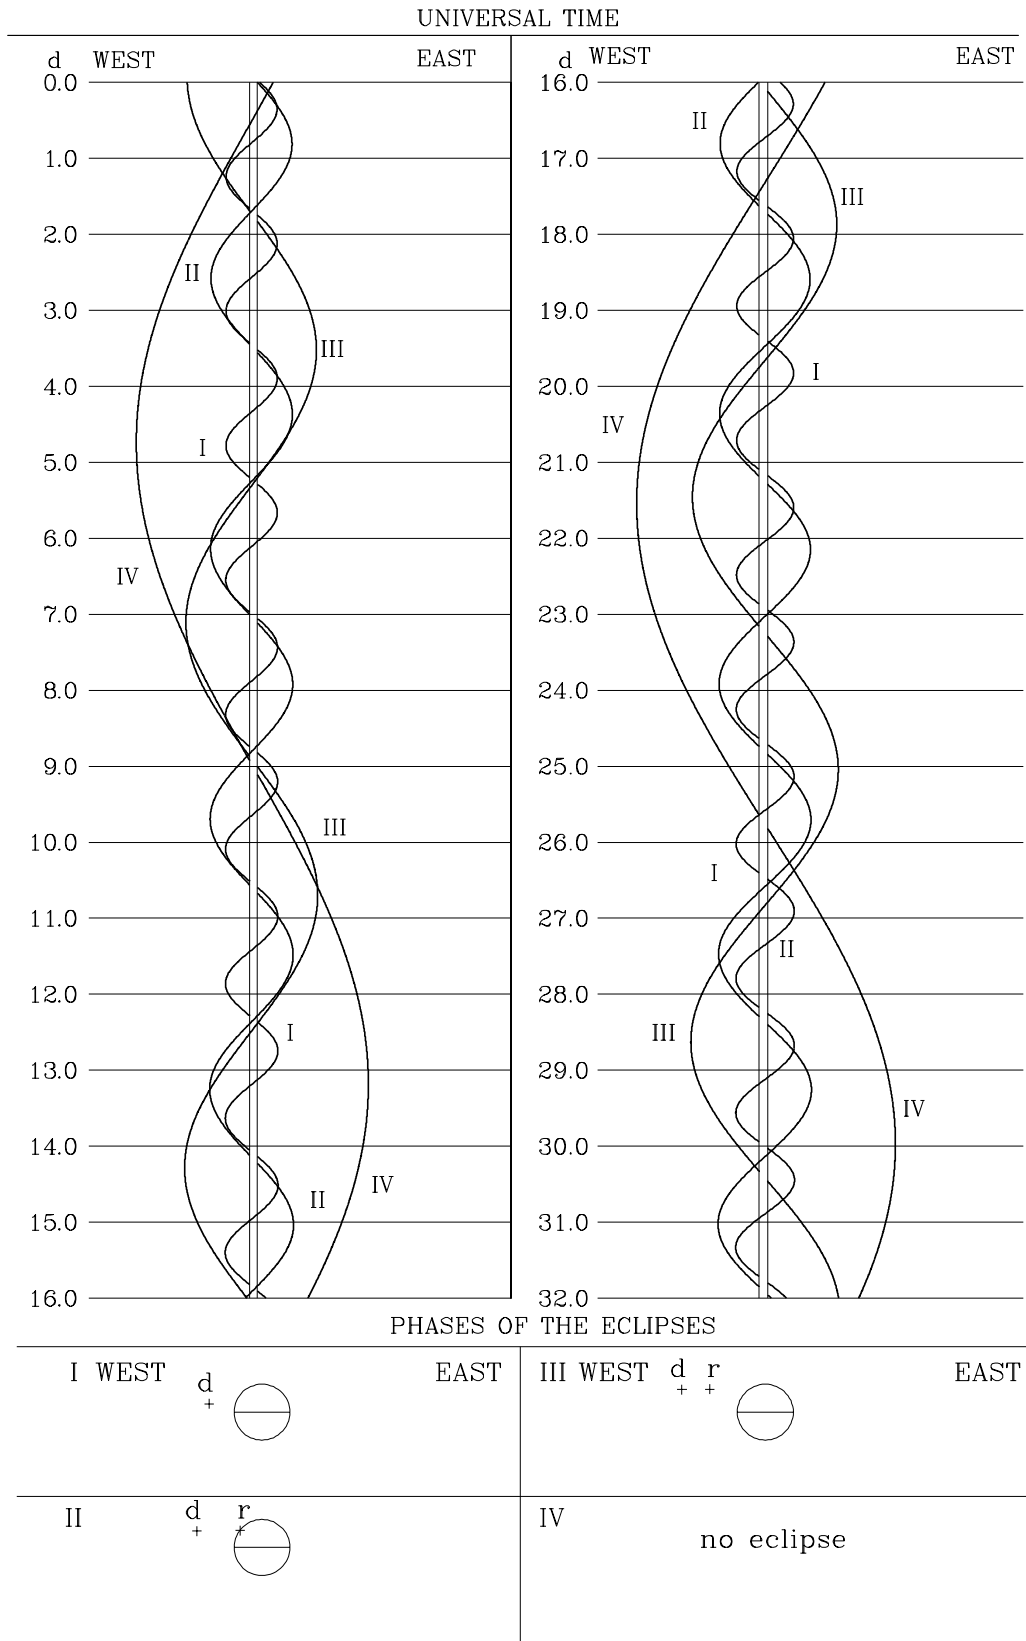 UNIVERSAL TIME
d WEST EAST
0.0
1.0
2.0
II
3.0
III
4.0
I
5.0
6.0
IV
7.0
8.0
9.0
III
10.0
11.0
12.0
I
13.0
14.0
IV
II
15.0
16.0
d WEST EAST
16.0
II
17.0
III
18.0
19.0
I
20.0
IV
21.0
22.0
23.0
24.0
25.0
26.0
I
27.0
II
28.0
III
29.0
IV
30.0
31.0
32.0
PHASES OF THE ECLIPSES
I WEST EAST
d
+
III WEST d r EAST
+ +
II d r
+ +
IV
no eclipse